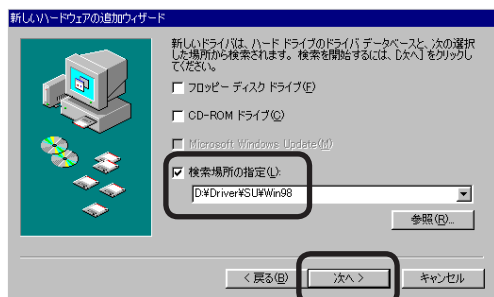 新しいハードウェアの追加ウィザード
新しいドライバは、ハード ドライブのドライバ データベースと、次の選択
した場所から検索されます。検索を開始するには、[次へ] をクリックし
てください。
フロッピー ディスク ドライブ(F)
CD-ROM ドライブ(C)
Microsoft Windows Update(M)
検索場所の指定(L):
D:¥Driver¥SU¥Win98
参照(R)...
< 戻る(B)
次へ >
キャンセル